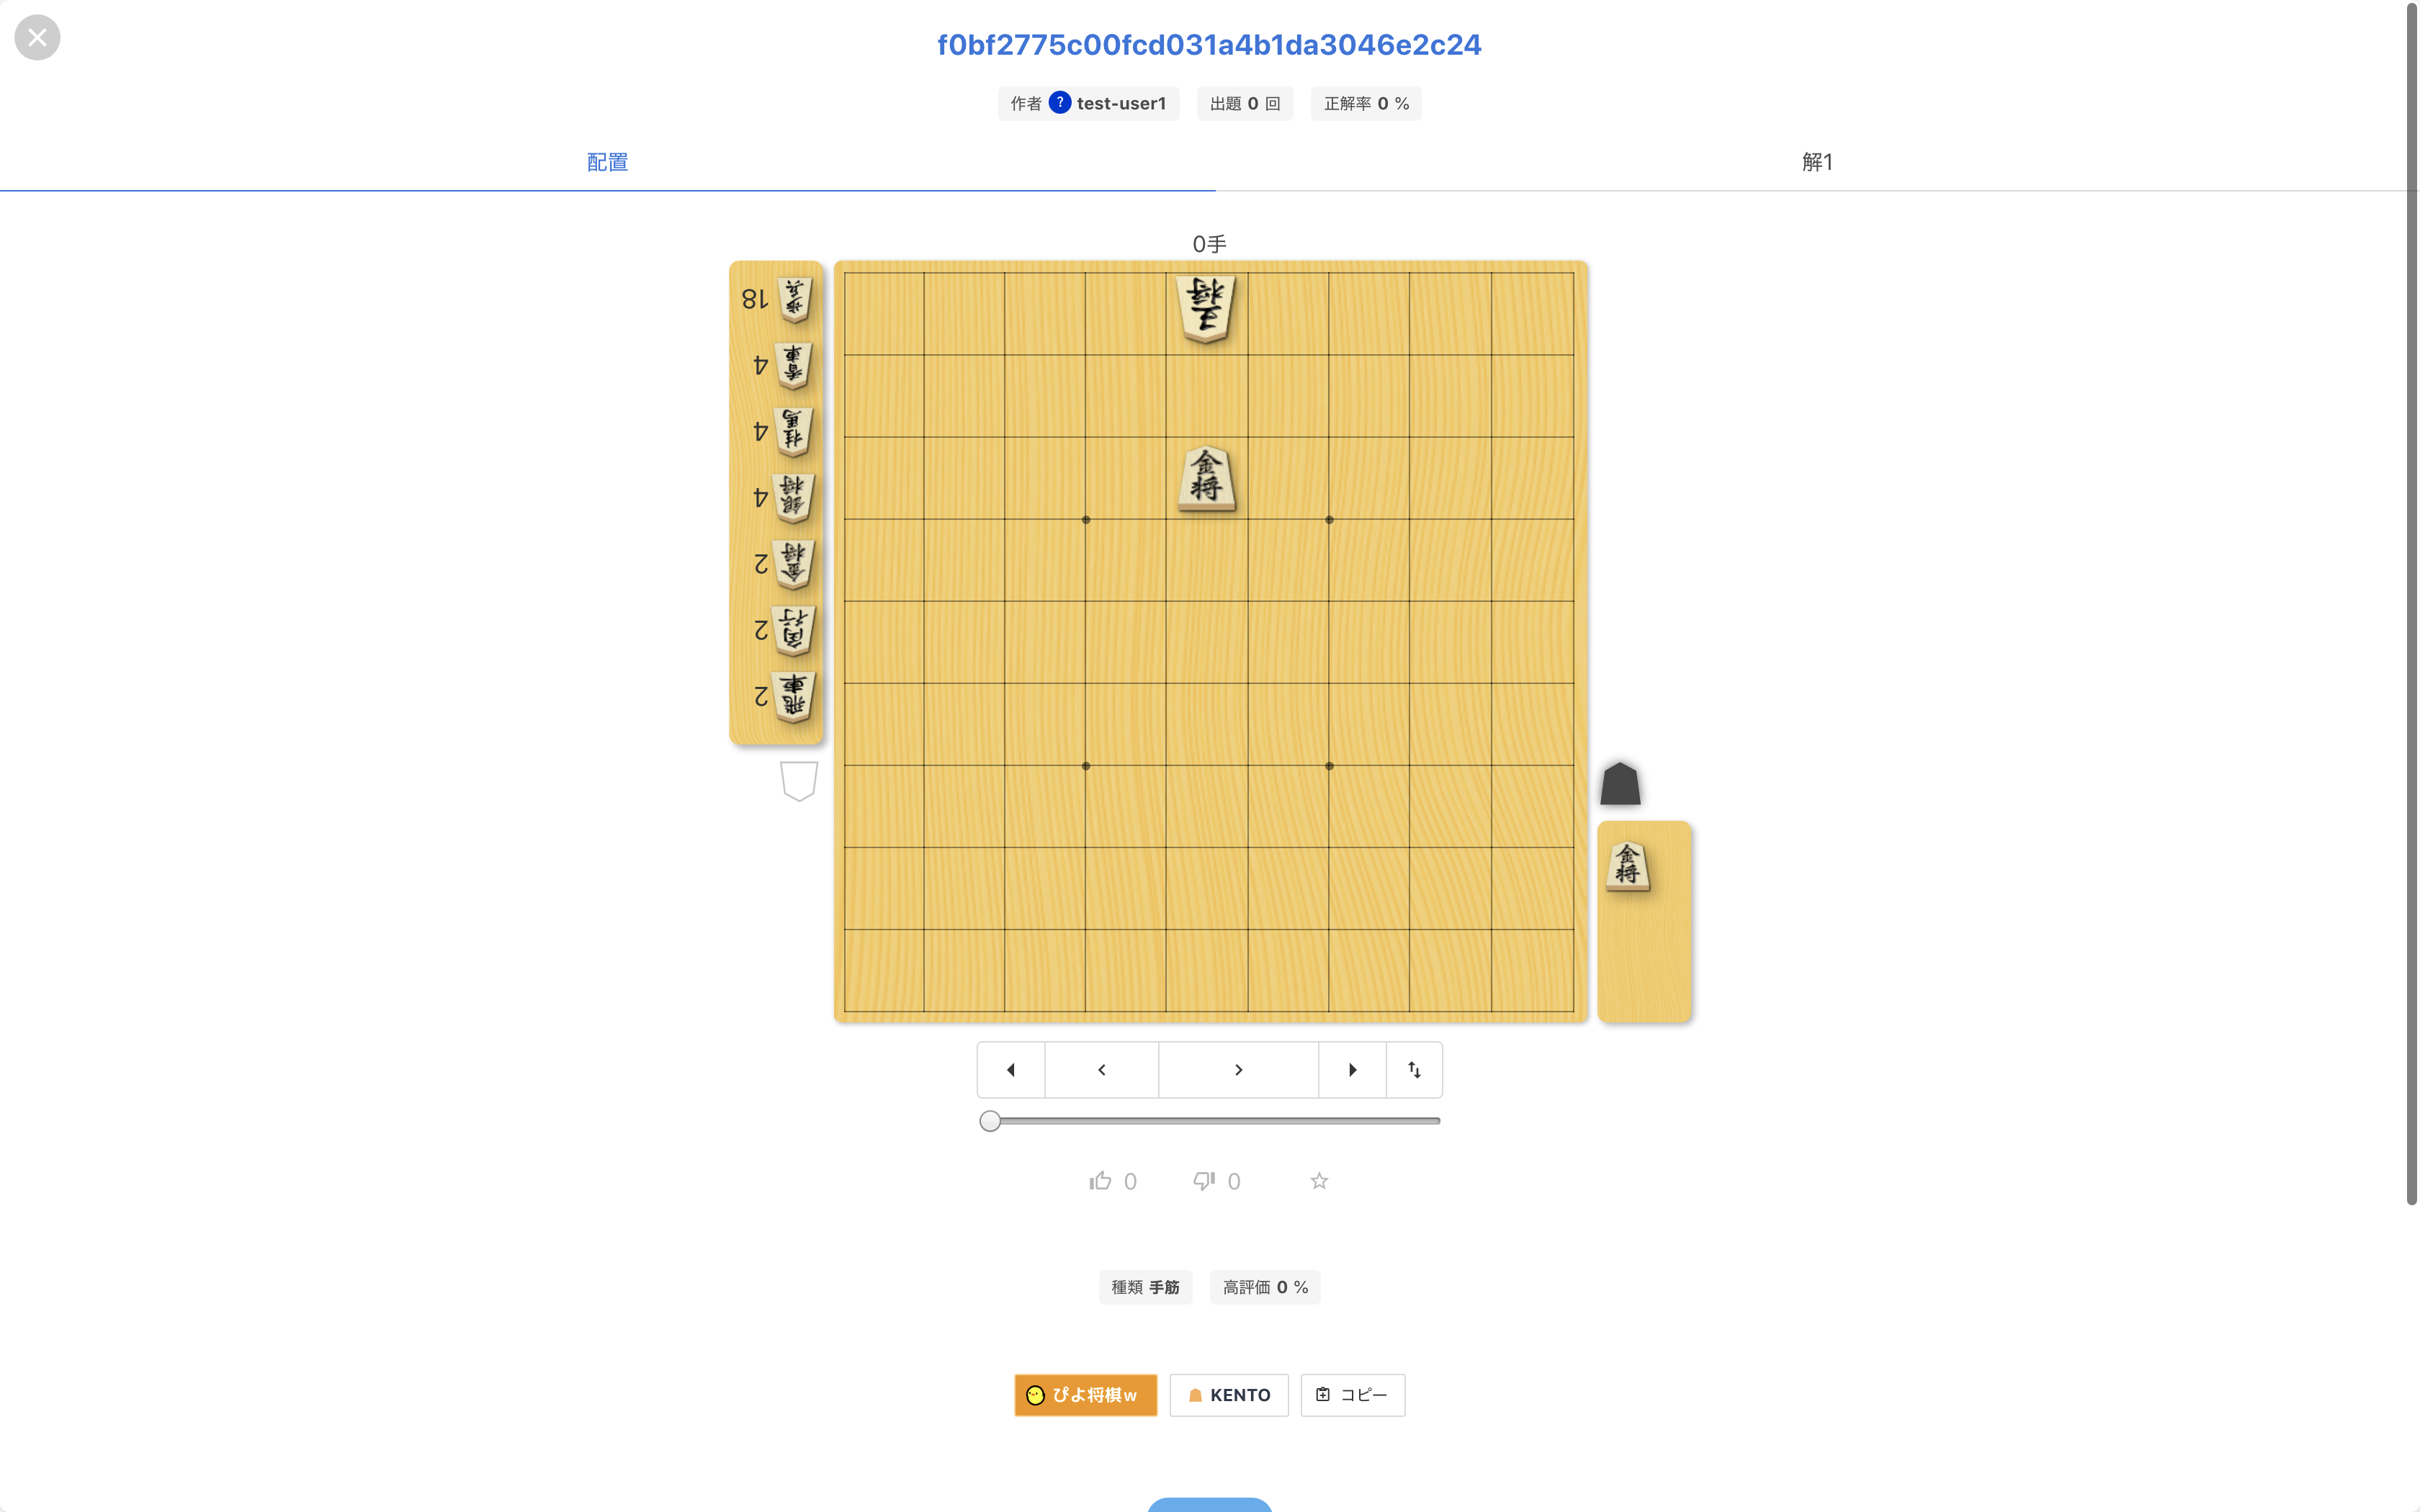 f0bf2775c00fcd031a4b1da3046e2c24
作者 ? test-user1 出題 0 回 正解率 0 %
配置 解1
0手
歩兵 18
香車 4
桂馬 4
銀将 4
金将 2
角行 2
飛車 2
王将
金将
金将
0 0
種類 手筋 高評価 0 %
ぴよ将棋w KENTO コピー